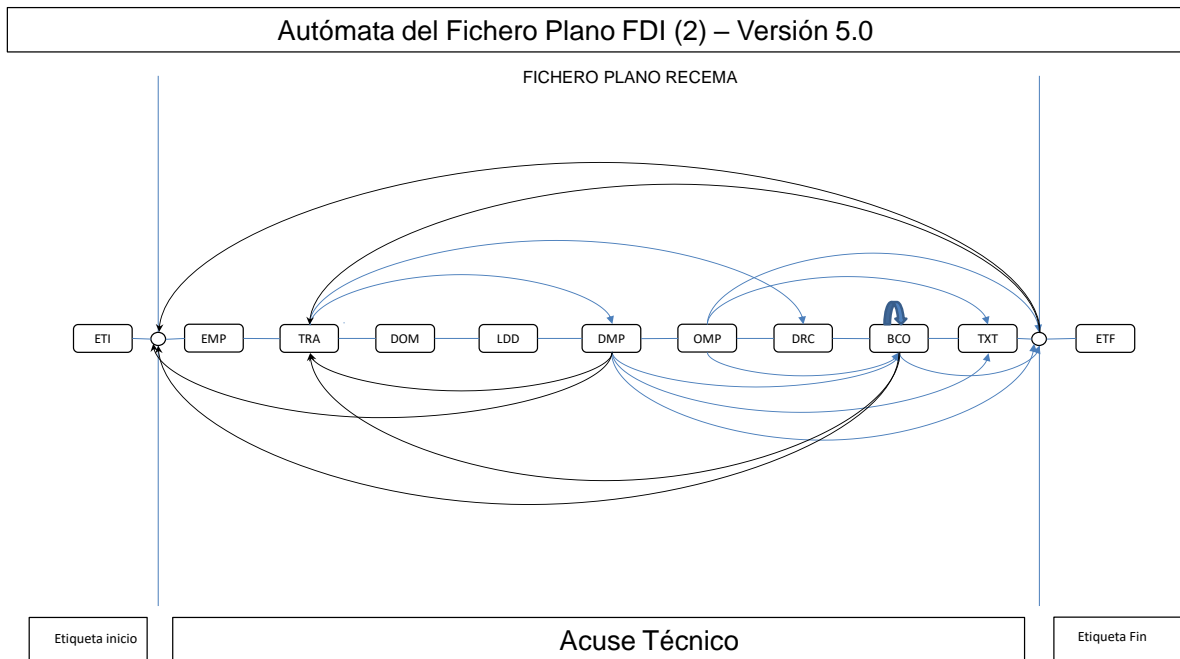 Autómata del Fichero Plano FDI (2) – Versión 5.0
FICHERO PLANO RECEMA
ETI EMP TRA DOM LDD DMP OMP DRC BCO TXT ETF
Etiqueta inicio Acuse Técnico Etiqueta Fin